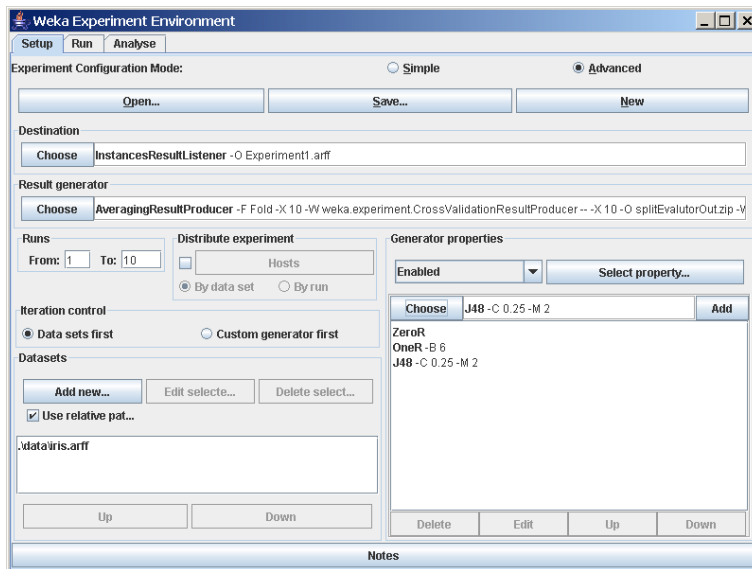 Weka Experiment Environment
Setup Run Analyse
Experiment Configuration Mode: Simple Advanced
Open... Save... New
Destination
Choose InstancesResultListener -O Experiment1.arff
Result generator
Choose AveragingResultProducer -F Fold -X 10 -W weka.experiment.CrossValidationResultProducer -- -X 10 -O splitEvalutorOut.zip -W
Runs
From: 1 To: 10
Distribute experiment
Hosts
By data set By run
Generator properties
Enabled Select property...
Iteration control
Data sets first Custom generator first
Choose J48 -C 0.25 -M 2 Add
ZeroR
OneR -B 6
J48 -C 0.25 -M 2
Datasets
Add new... Edit selecte... Delete select...
Use relative pat...
.\data\iris.arff
Up Down
Delete Edit Up Down
Notes